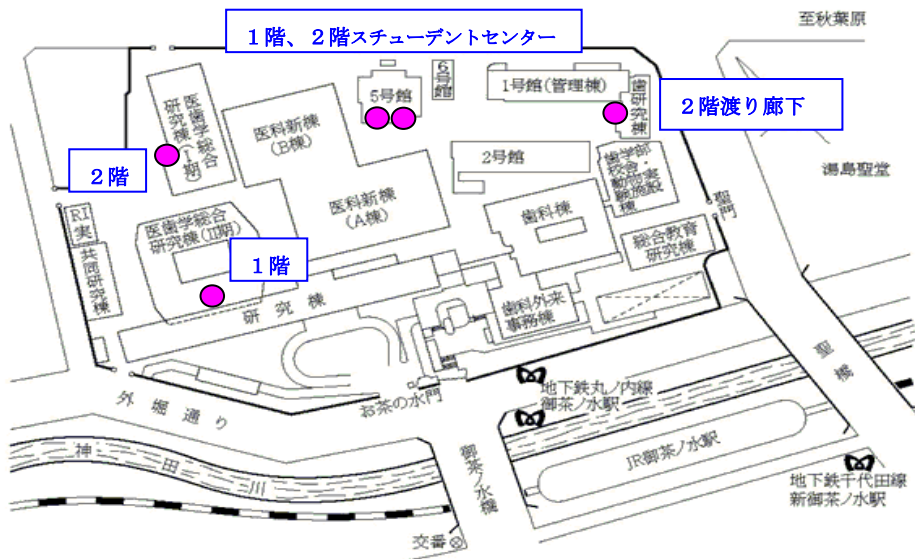 至秋葉原
１階、２階スチューデントセンター
6号館
1号館(管理棟)
5号館
歯研究棟
２階渡り廊下
医歯学総合
研究棟
(Ⅰ期)
医科新棟
(B棟)
2号館
歯学部
校舎・
動物実
験施設
棟
湯島聖堂
２階
聖門
RI
実
医歯学総合
研究棟(II期)
医科新棟
(A棟)
歯科棟
総合教育
研究棟
共同研究棟
１階
研究棟
歯科外来
事務棟
聖橋
外堀通り
お茶の水門
地下鉄丸ノ内線
御茶ノ水駅
神田川
御茶ノ水橋
JR御茶ノ水駅
地下鉄千代田線
新御茶ノ水駅
交番